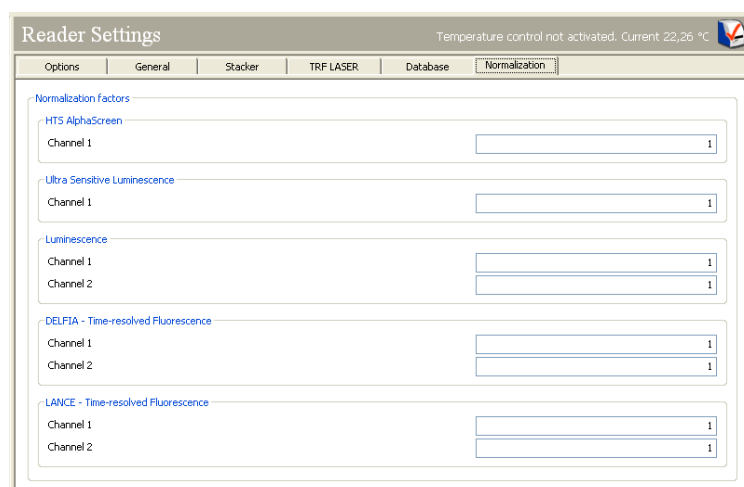 Reader Settings Temperature control not activated. Current 22,26 °C
Options General Stacker TRF LASER Database Normalization
Normalization factors
HTS AlphaScreen
Channel 1 1
Ultra Sensitive Luminescence
Channel 1 1
Luminescence
Channel 1 1
Channel 2 1
DELFIA - Time-resolved Fluorescence
Channel 1 1
Channel 2 1
LANCE - Time-resolved Fluorescence
Channel 1 1
Channel 2 1